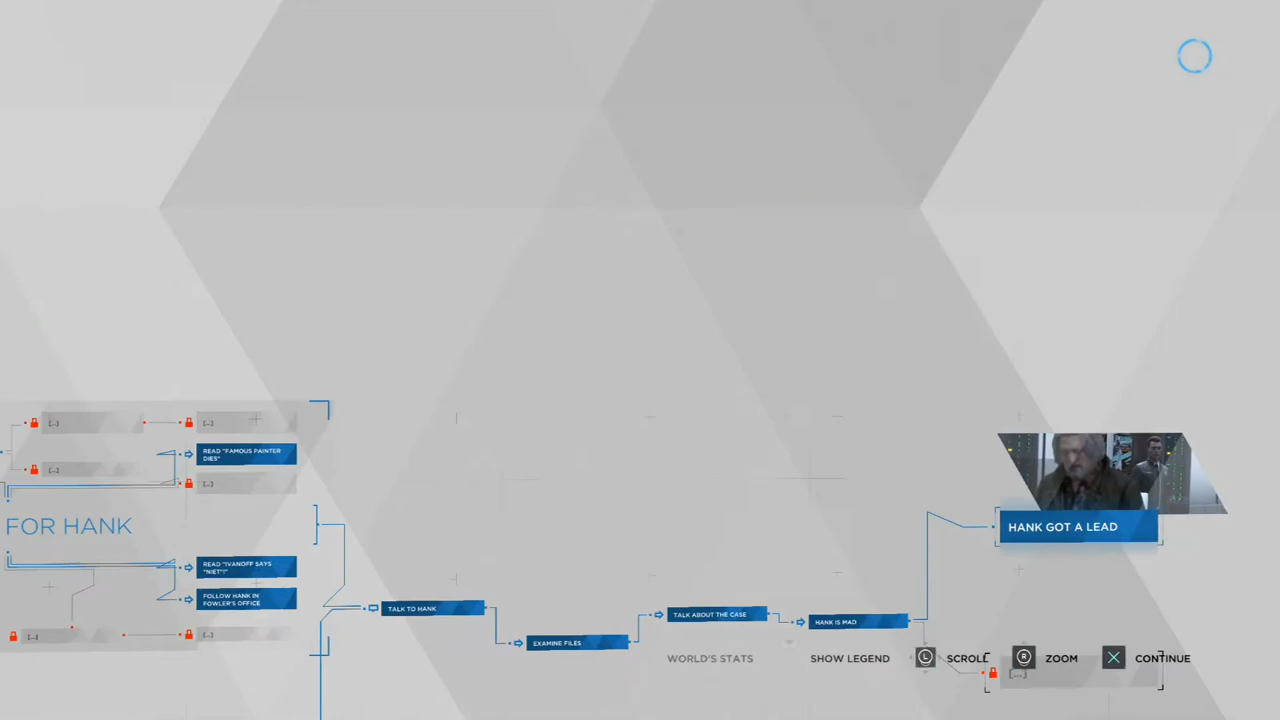 [...]
[...]
READ "FAMOUS PAINTER
DIES"
[...]
[...]
FOR HANK
HANK GOT A LEAD
READ "IVANOFF SAYS
"NIET"!"
FOLLOW HANK IN
FOWLER'S OFFICE
TALK TO HANK
TALK ABOUT THE CASE
HANK IS MAD
[...]
[...]
EXAMINE FILES
WORLD'S STATS
SHOW LEGEND
L SCROLL
R ZOOM
CONTINUE
[...]